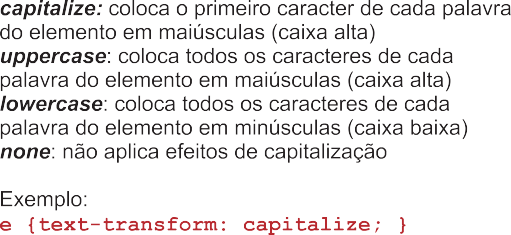 capitalize: coloca o primeiro caracter de cada palavra
do elemento em maiúsculas (caixa alta)
uppercase: coloca todos os caracteres de cada
palavra do elemento em maiúsculas (caixa alta)
lowercase: coloca todos os caracteres de cada
palavra do elemento em minúsculas (caixa baixa)
none: não aplica efeitos de capitalização
Exemplo:
e {text-transform: capitalize; }